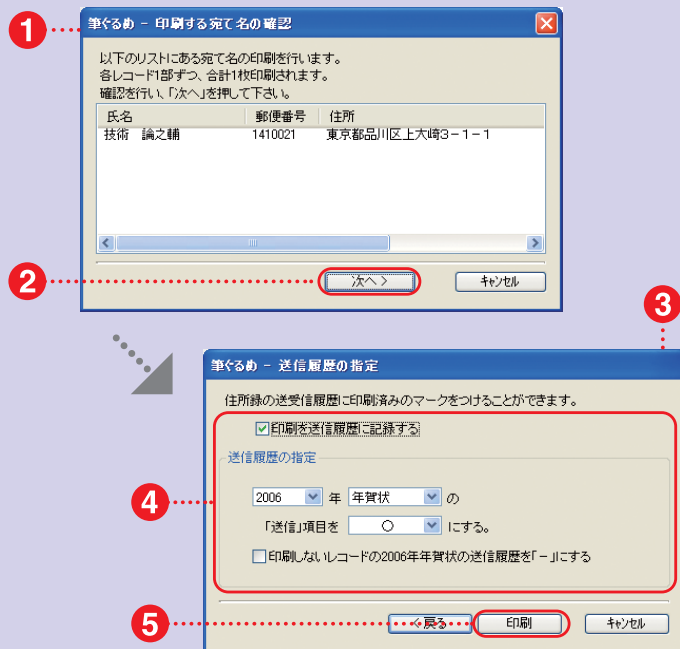 1
筆ぐるめ - 印刷する宛て名の確認
以下のリストにある宛て名の印刷を行います。
各レコード1部ずつ、合計1枚印刷されます。
確認を行い、「次へ」を押して下さい。
氏名 郵便番号 住所
技術 論之輔 1410021 東京都品川区上大崎3-1-1
2
次へ > キャンセル
3
筆ぐるめ - 送信履歴の指定
住所録の送受信履歴に印刷済みのマークをつけることができます。
印刷を送信履歴に記録する
送信履歴の指定
4
2006 年 年賀状 の
「送信」項目を ○ にする。
印刷しないレコードの2006年年賀状の送信履歴を「-」にする
5
< 戻る 印刷 キャンセル